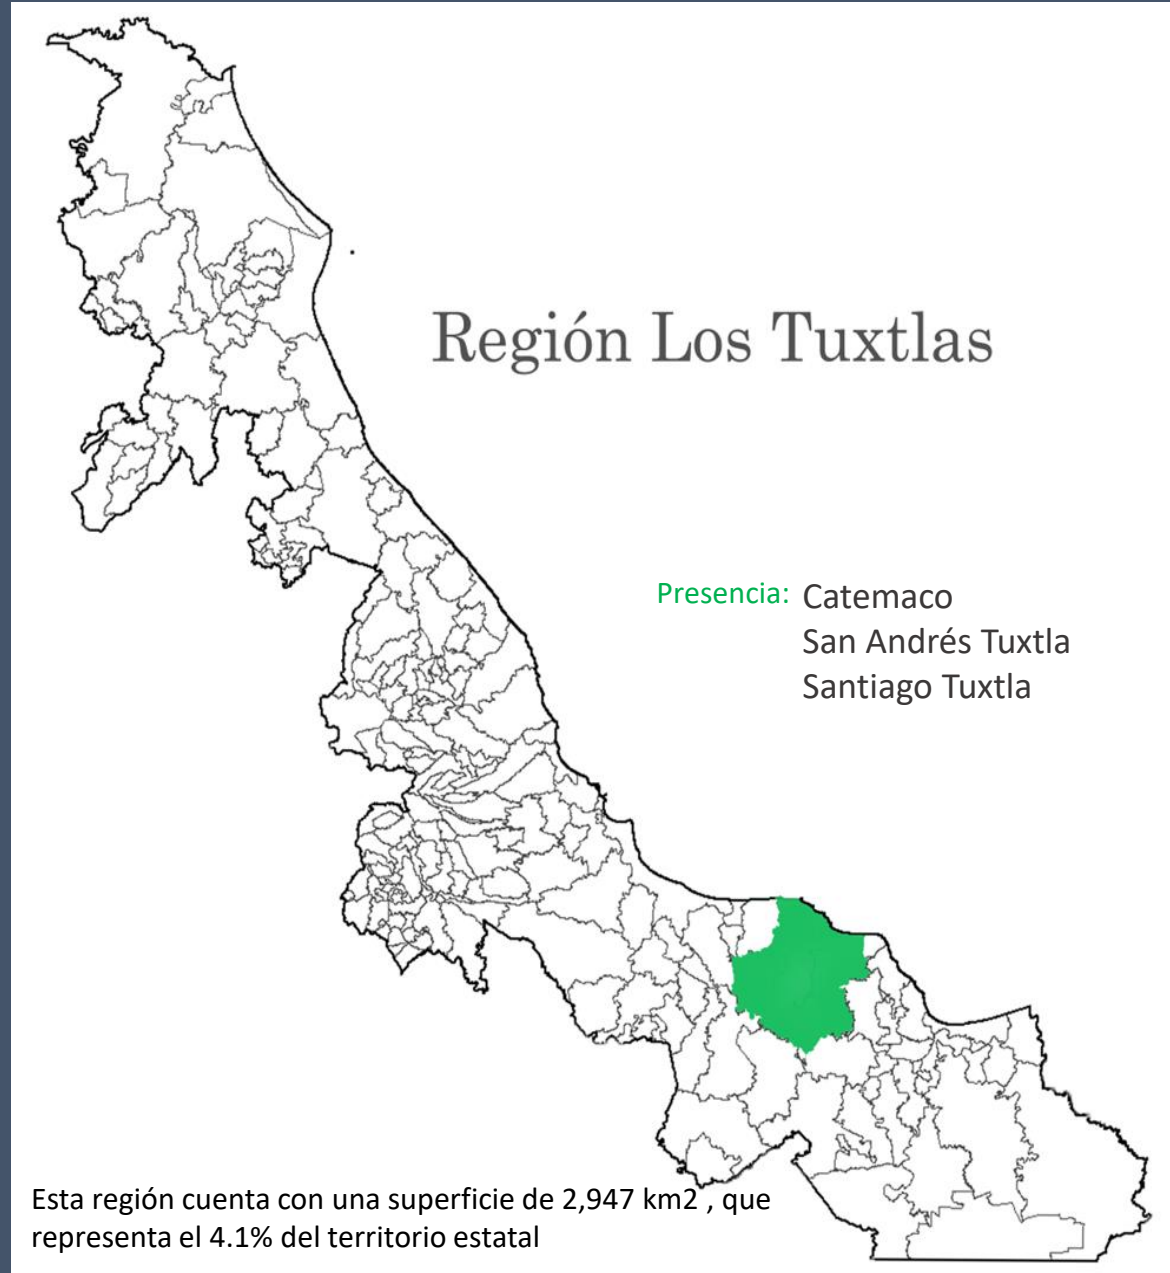 Región Los Tuxtlas
Presencia: Catemaco
San Andrés Tuxtla
Santiago Tuxtla
Esta región cuenta con una superficie de 2,947 km2 , que
representa el 4.1% del territorio estatal